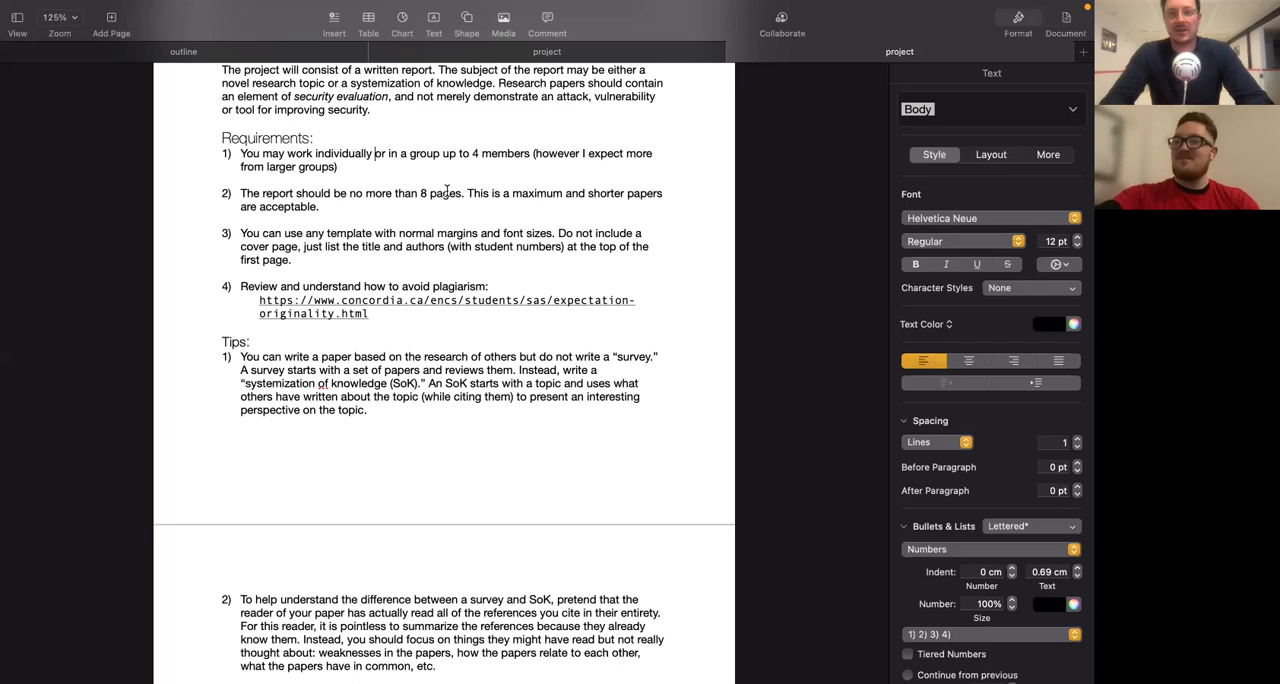 125%
View
Zoom
Add Page
Insert
Table
Chart
Text
Shape
Media
Comment
Collaborate
Format
Document
outline
project
project
The project will consist of a written report. The subject of the report may be either a
novel research topic or a systemization of knowledge. Research papers should contain
an element of security evaluation, and not merely demonstrate an attack, vulnerability
or tool for improving security.
Requirements:
1) You may work individually or in a group up to 4 members (however I expect more
from larger groups)
2) The report should be no more than 8 pages. This is a maximum and shorter papers
are acceptable.
3) You can use any template with normal margins and font sizes. Do not include a
cover page, just list the title and authors (with student numbers) at the top of the
first page.
4) Review and understand how to avoid plagiarism:
https://www.concordia.ca/encs/students/sas/expectation-
originality.html
Tips:
1) You can write a paper based on the research of others but do not write a “survey.”
A survey starts with a set of papers and reviews them. Instead, write a
“systemization of knowledge (SoK).” An SoK starts with a topic and uses what
others have written about the topic (while citing them) to present an interesting
perspective on the topic.
2) To help understand the difference between a survey and SoK, pretend that the
reader of your paper has actually read all of the references you cite in their entirety.
For this reader, it is pointless to summarize the references because they already
know them. Instead, you should focus on things they might have read but not really
thought about: weaknesses in the papers, how the papers relate to each other,
what the papers have in common, etc.
Text
Body
Style
Layout
More
Font
Helvetica Neue
Regular
12 pt
B I U S
Character Styles
None
Text Color
Spacing
Lines
1
Before Paragraph
0 pt
After Paragraph
0 pt
Bullets & Lists
Lettered*
Numbers
Indent:
0 cm
0.69 cm
Number
Text
Number:
100%
Size
1) 2) 3) 4)
Tiered Numbers
Continue from previous